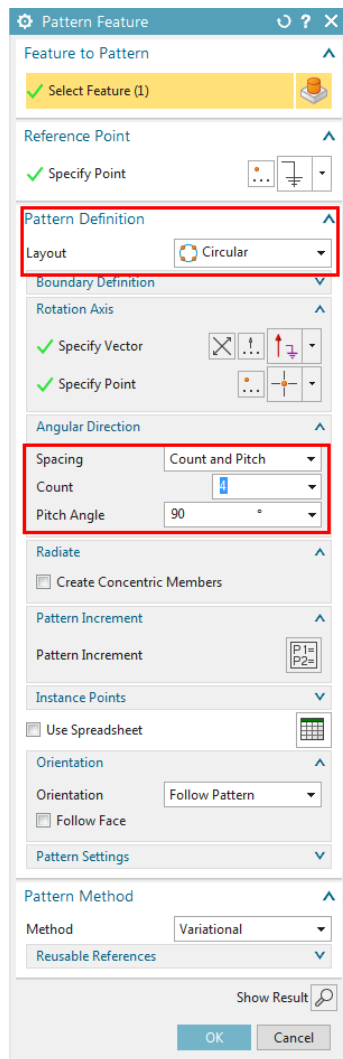 Pattern Feature
Feature to Pattern
Select Feature (1)
Reference Point
Specify Point
Pattern Definition
Layout Circular
Boundary Definition
Rotation Axis
Specify Vector
Specify Point
Angular Direction
Spacing Count and Pitch
Count 4
Pitch Angle 90 °
Radiate
Create Concentric Members
Pattern Increment
Pattern Increment P1= P2=
Instance Points
Use Spreadsheet
Orientation
Orientation Follow Pattern
Follow Face
Pattern Settings
Pattern Method
Method Variational
Reusable References
Show Result
OK Cancel